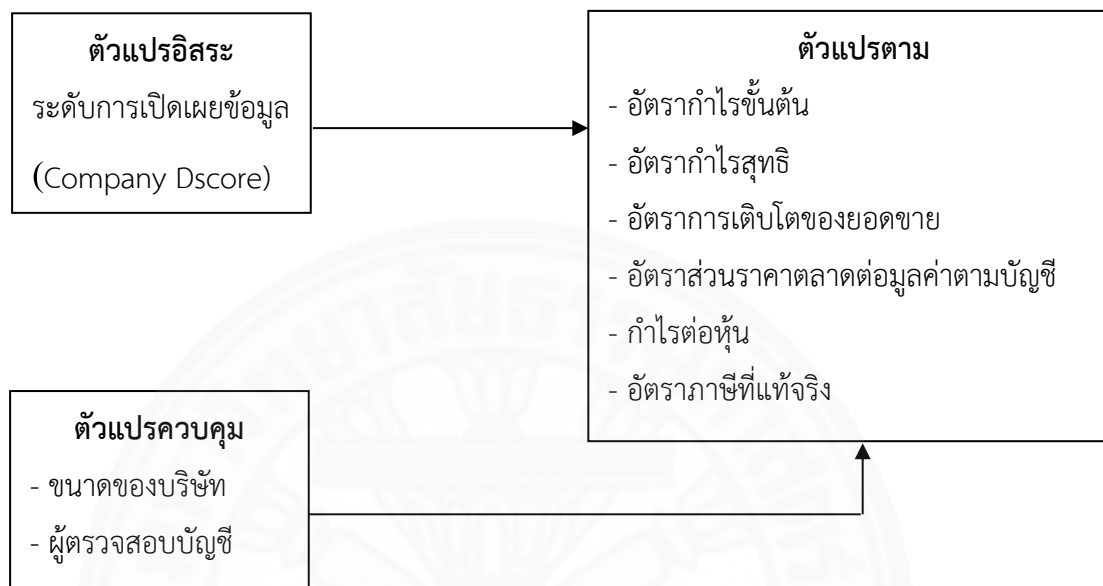 ตัวแปรอิสระ
ระดับการเปิดเผยข้อมูล
(Company Dscore)
ตัวแปรตาม
- อัตรากำไรขั้นต้น
- อัตรากำไรสุทธิ
- อัตราการเติบโตของยอดขาย
- อัตราส่วนราคาตลาดต่อมูลค่าตามบัญชี
- กำไรต่อหุ้น
- อัตราภาษีที่แท้จริง
ตัวแปรควบคุม
- ขนาดของบริษัท
- ผู้ตรวจสอบบัญชี